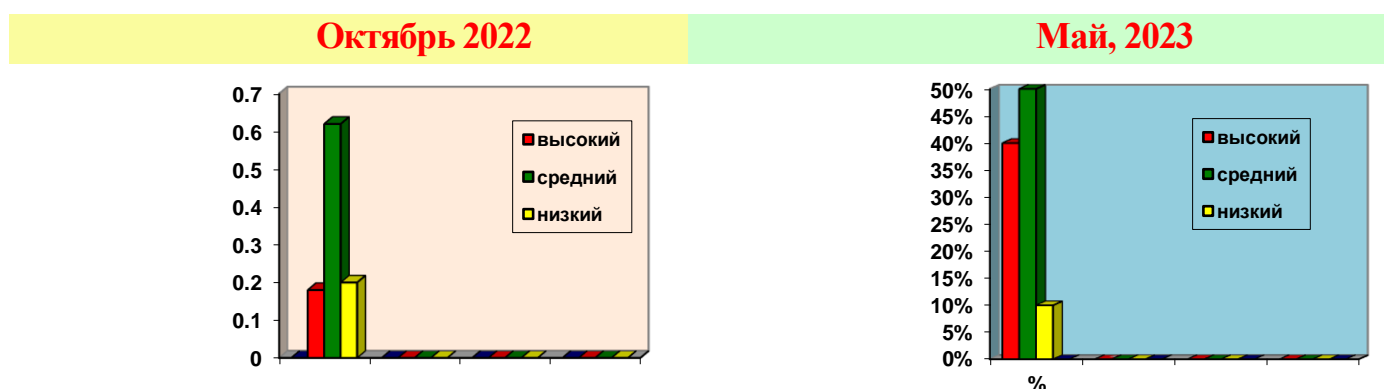 Октябрь 2022
Май, 2023
0.7
0.6
0.5
0.4
0.3
0.2
0.1
0
высокий
средний
низкий
50%
45%
40%
35%
30%
25%
20%
15%
10%
5%
0%
%
высокий
средний
низкий